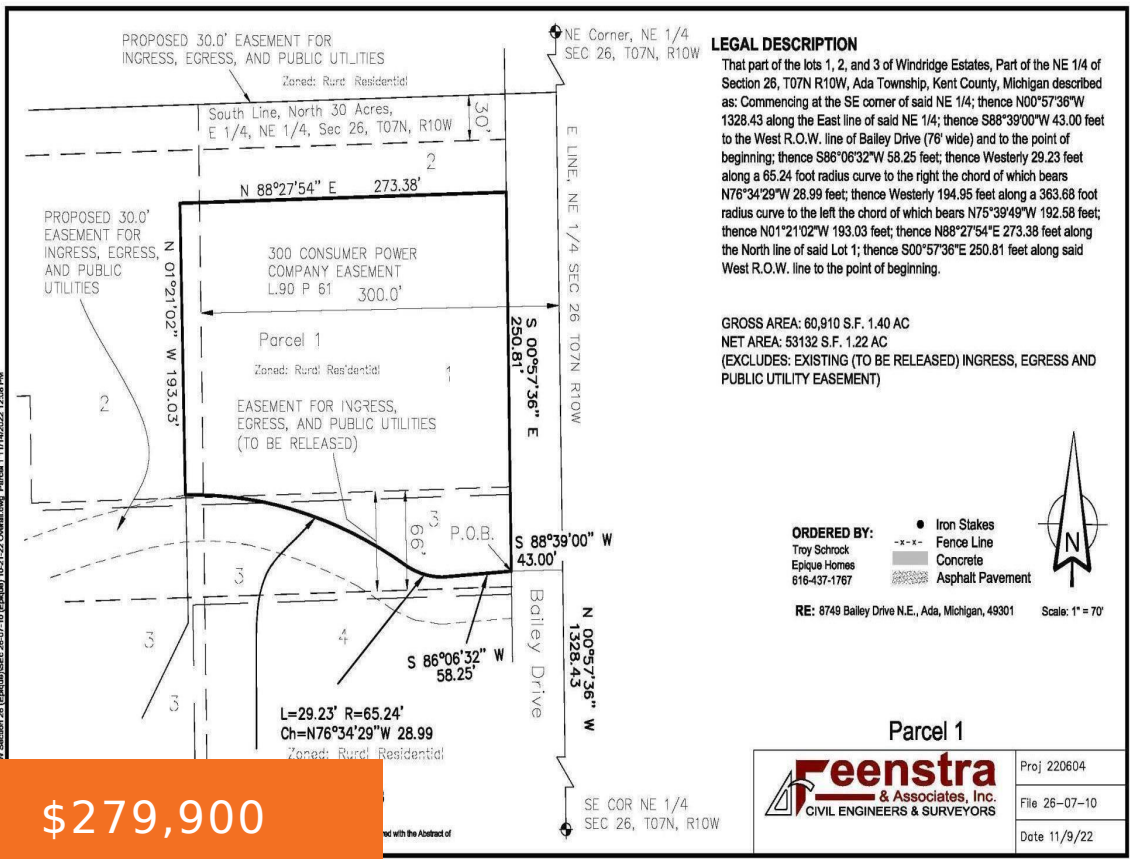 PROPOSED 30.0' EASEMENT FOR
INGRESS, EGRESS, AND PUBLIC UTILITIES
Zoned: Rural Residential
South Line, North 30 Acres,
E 1/4, NE 1/4, Sec 26, T07N, R10W
30'
2
N 88°27'54" E 273.38'
NE Corner, NE 1/4
SEC 26, T07N, R10W
E LINE, NE 1/4 SEC 26 T07N R10W
PROPOSED 30.0'
EASEMENT FOR
INGRESS, EGRESS,
AND PUBLIC
UTILITIES
N 01°21'02" W 193.03'
300 CONSUMER POWER
COMPANY EASEMENT
L.90 P 61
300.0'
Parcel 1
Zoned: Rural Residential
1
S 00°57'36" E
250.81'
2
EASEMENT FOR INGRESS,
EGRESS, AND PUBLIC UTILITIES
(TO BE RELEASED)
66'
3
P.O.B.
S 88°39'00" W
43.00'
3
3
4
3
S 86°06'32" W
58.25'
Bailey Drive
N 00°57'36" W
1328.43
L=29.23' R=65.24'
Ch=N76°34'29"W 28.99
Zoned: Rural Residential
SE COR NE 1/4
SEC 26, T07N, R10W
ed with the Abstract of
$279,900
LEGAL DESCRIPTION
That part of the lots 1, 2, and 3 of Windridge Estates, Part of the NE 1/4 of
Section 26, T07N R10W, Ada Township, Kent County, Michigan described
as: Commencing at the SE corner of said NE 1/4; thence N00°57'36"W
1328.43 along the East line of said NE 1/4; thence S88°39'00"W 43.00 feet
to the West R.O.W. line of Bailey Drive (76' wide) and to the point of
beginning; thence S86°06'32"W 58.25 feet; thence Westerly 29.23 feet
along a 65.24 foot radius curve to the right the chord of which bears
N76°34'29"W 28.99 feet; thence Westerly 194.95 feet along a 363.68 foot
radius curve to the left the chord of which bears N75°39'49"W 192.58 feet;
thence N01°21'02"W 193.03 feet; thence N88°27'54"E 273.38 feet along
the North line of said Lot 1; thence S00°57'36"E 250.81 feet along said
West R.O.W. line to the point of beginning.
GROSS AREA: 60,910 S.F. 1.40 AC
NET AREA: 53132 S.F. 1.22 AC
(EXCLUDES: EXISTING (TO BE RELEASED) INGRESS, EGRESS AND
PUBLIC UTILITY EASEMENT)
ORDERED BY:
Troy Schrock
Epique Homes
616-437-1767
Iron Stakes
-x-x- Fence Line
Concrete
Asphalt Pavement
N
RE: 8749 Bailey Drive N.E., Ada, Michigan, 49301
Scale: 1" = 70'
Parcel 1
Feenstra
& Associates, Inc.
CIVIL ENGINEERS & SURVEYORS
Proj 220604
File 26-07-10
Date 11/9/22